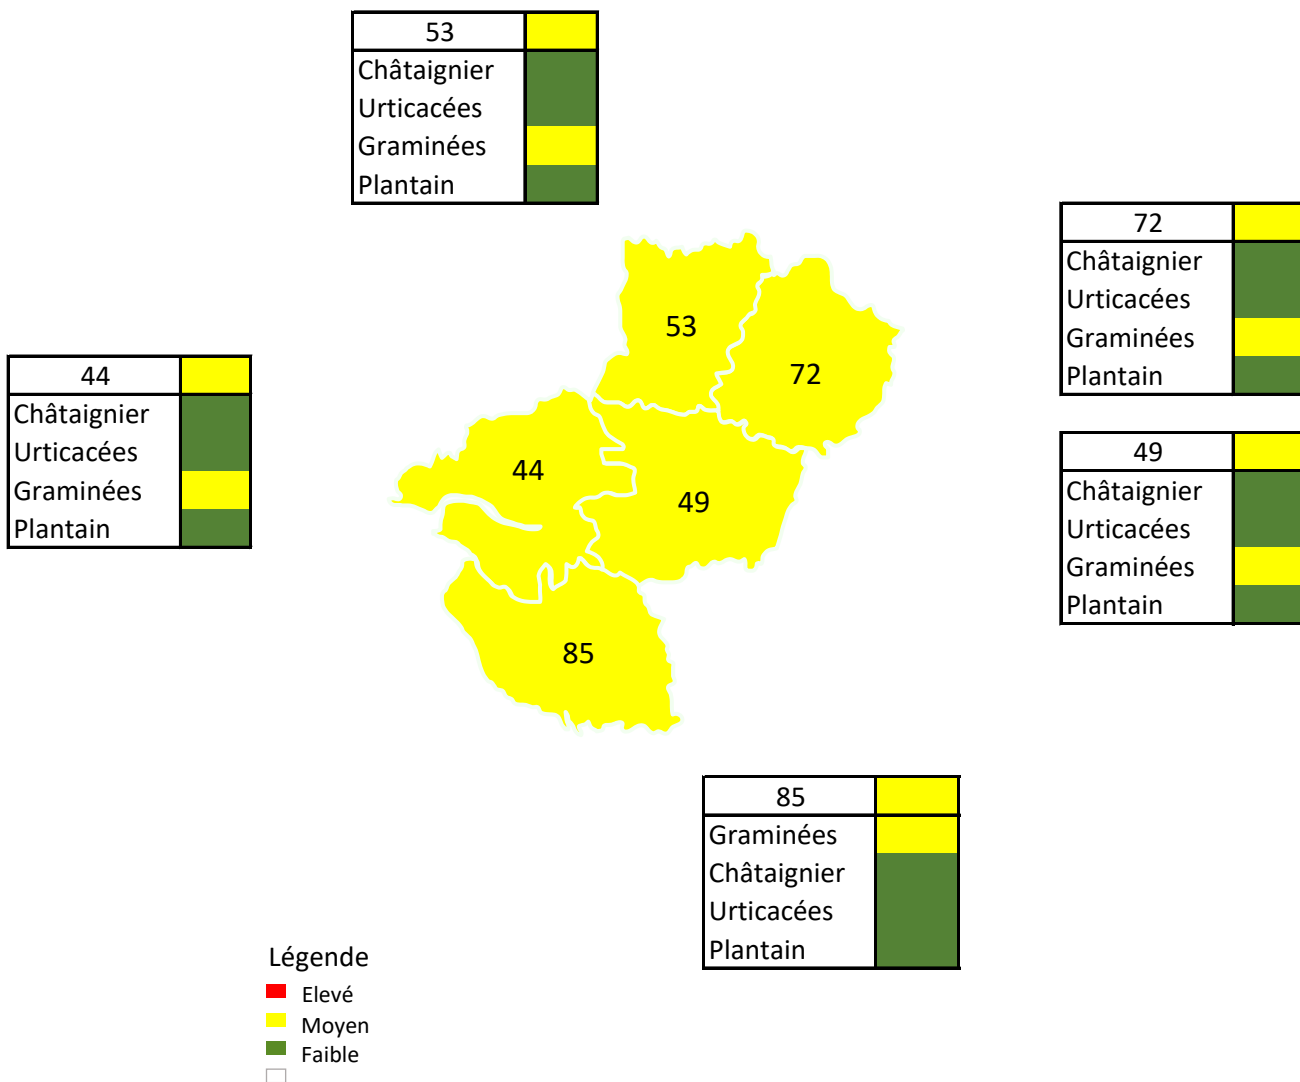 53
Châtaignier
Urticacées
Graminées
Plantain
72
Châtaignier
Urticacées
Graminées
Plantain
44
Châtaignier
Urticacées
Graminées
Plantain
49
Châtaignier
Urticacées
Graminées
Plantain
53
72
44
49
85
85
Graminées
Châtaignier
Urticacées
Plantain
Légende
Elevé
Moyen
Faible